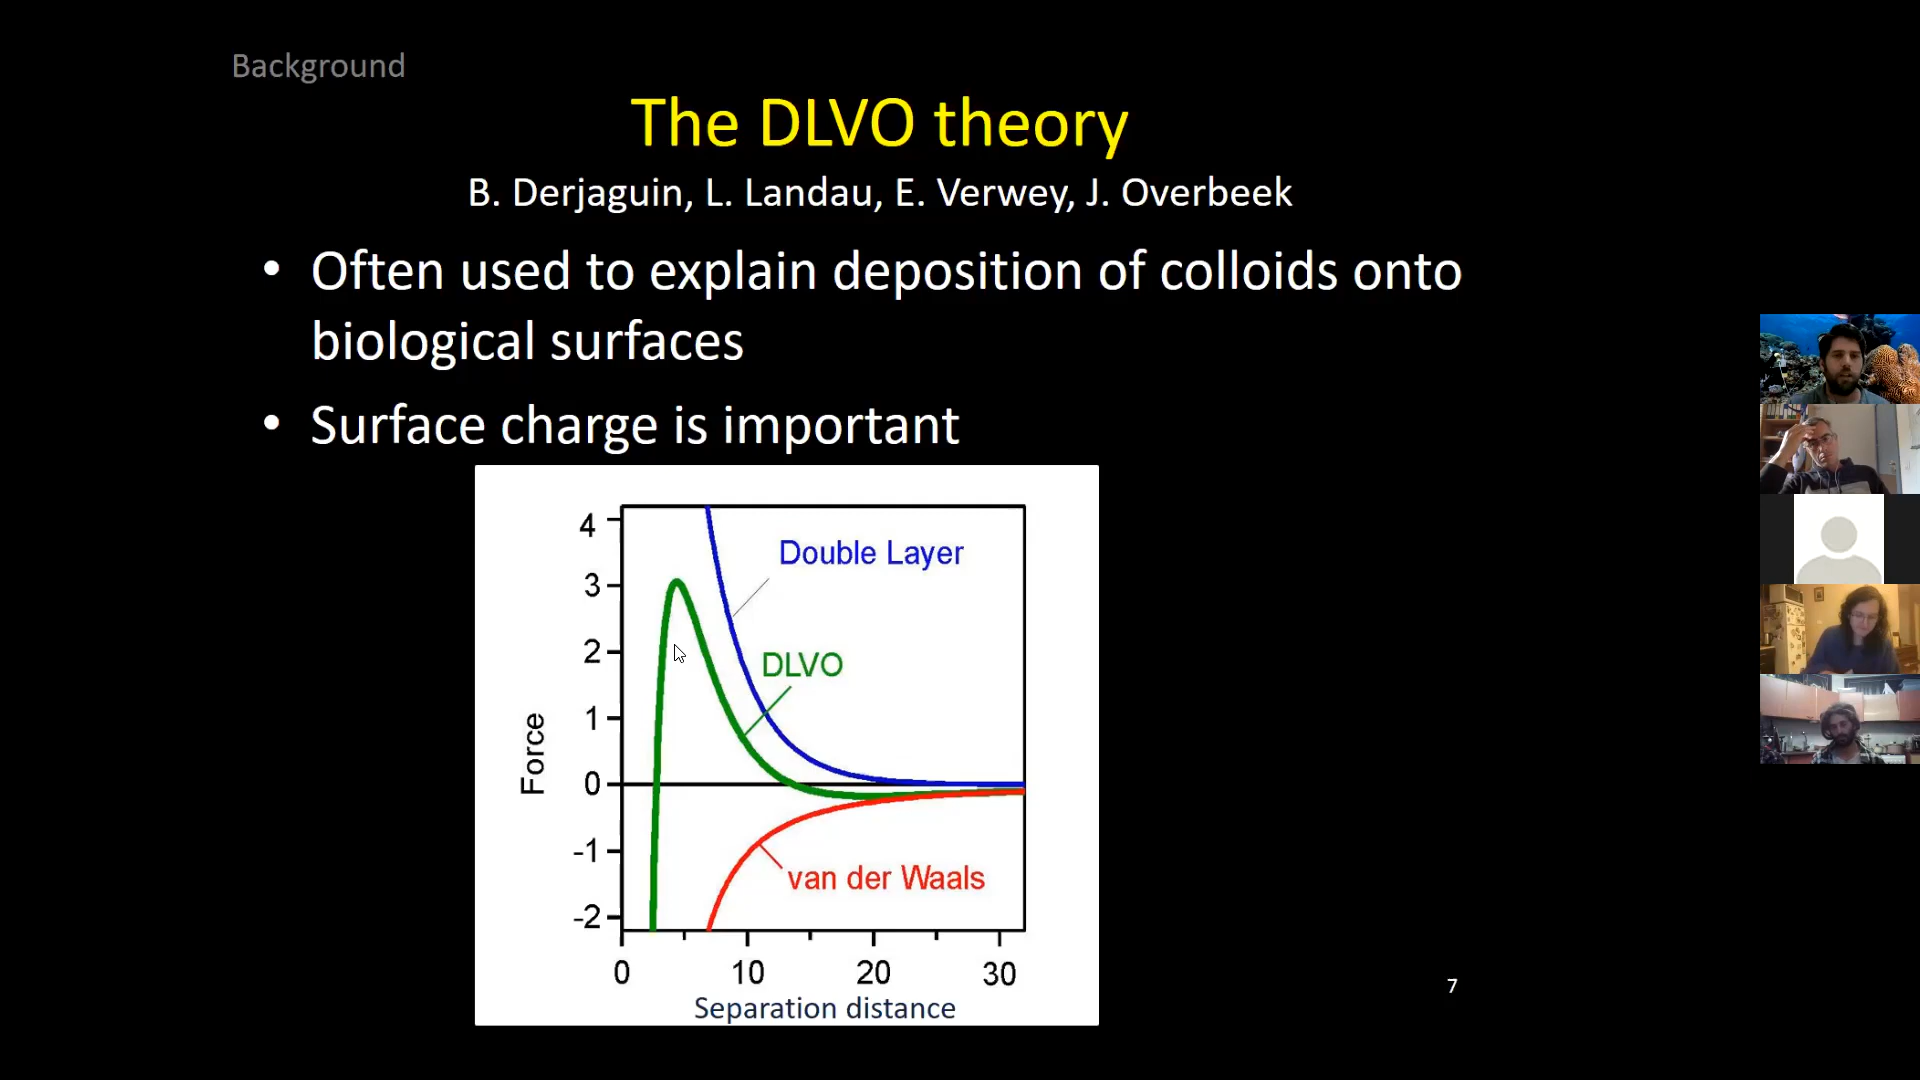 Background
The DLVO theory
B. Derjaguin, L. Landau, E. Verwey, J. Overbeek
• Often used to explain deposition of colloids onto
biological surfaces
• Surface charge is important
4
3
2
1
0
-1
-2
Force
Double Layer
DLVO
van der Waals
0 10 20 30
Separation distance
7